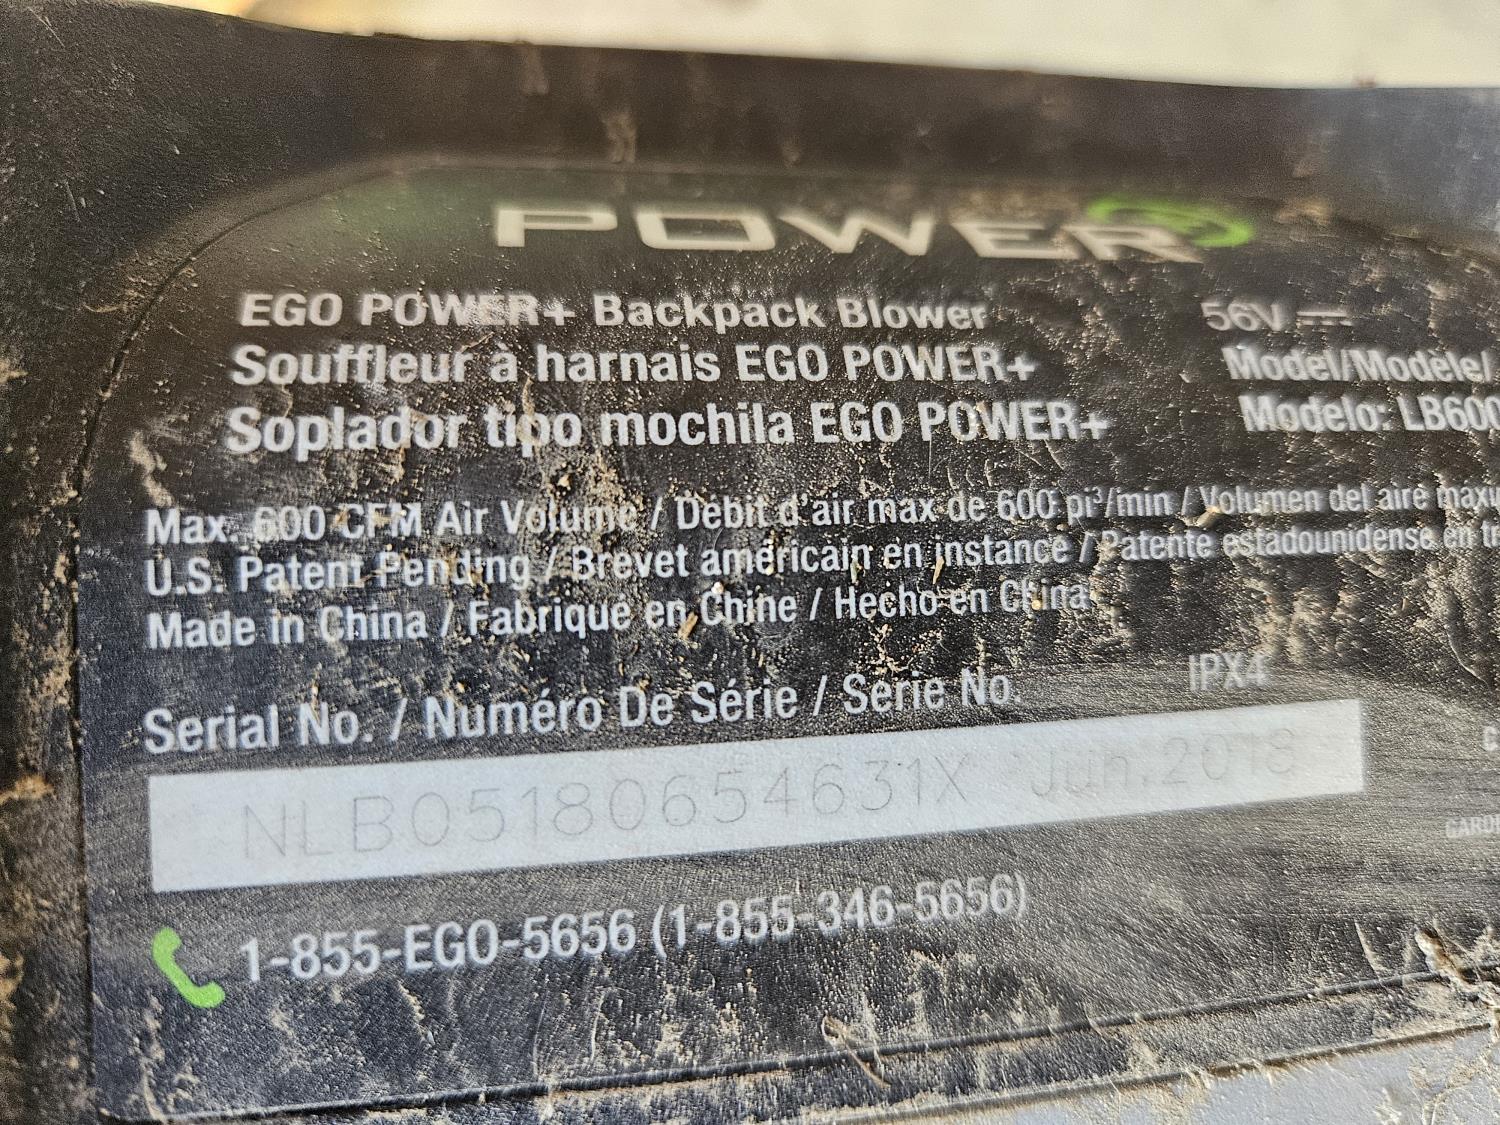 POWER
EGO POWER+ Backpack Blower 56V
Souffleur à harnais EGO POWER+ Model/Modèle/
Soplador tipo mochila EGO POWER+ Modelo: LB600
Max. 600 CFM Air Volume / Débit d'air max de 600 pi³/min / Volumen del aire
U.S. Patent Pending / Brevet américain en instance / Patente estadounidense en
Made in China / Fabriqué en Chine / Hecho en China
Serial No. / Numéro De Série / Serie No. IPX4
NLB05180654631X Jun.2018
1-855-EGO-5656 (1-855-346-5656)